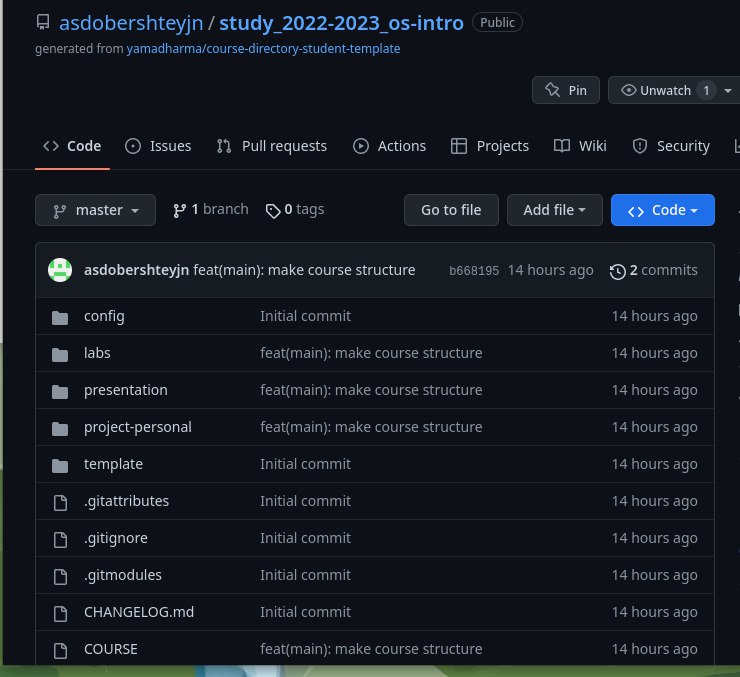 asdobershteyjn / study_2022-2023_os-intro Public
generated from yamadharma/course-directory-student-template
Pin Unwatch 1
Code Issues Pull requests Actions Projects Wiki Security
master 1 branch 0 tags Go to file Add file Code
asdobershteyjn feat(main): make course structure b668195 14 hours ago 2 commits
config Initial commit 14 hours ago
labs feat(main): make course structure 14 hours ago
presentation feat(main): make course structure 14 hours ago
project-personal feat(main): make course structure 14 hours ago
template Initial commit 14 hours ago
.gitattributes Initial commit 14 hours ago
.gitignore Initial commit 14 hours ago
.gitmodules Initial commit 14 hours ago
CHANGELOG.md Initial commit 14 hours ago
COURSE feat(main): make course structure 14 hours ago